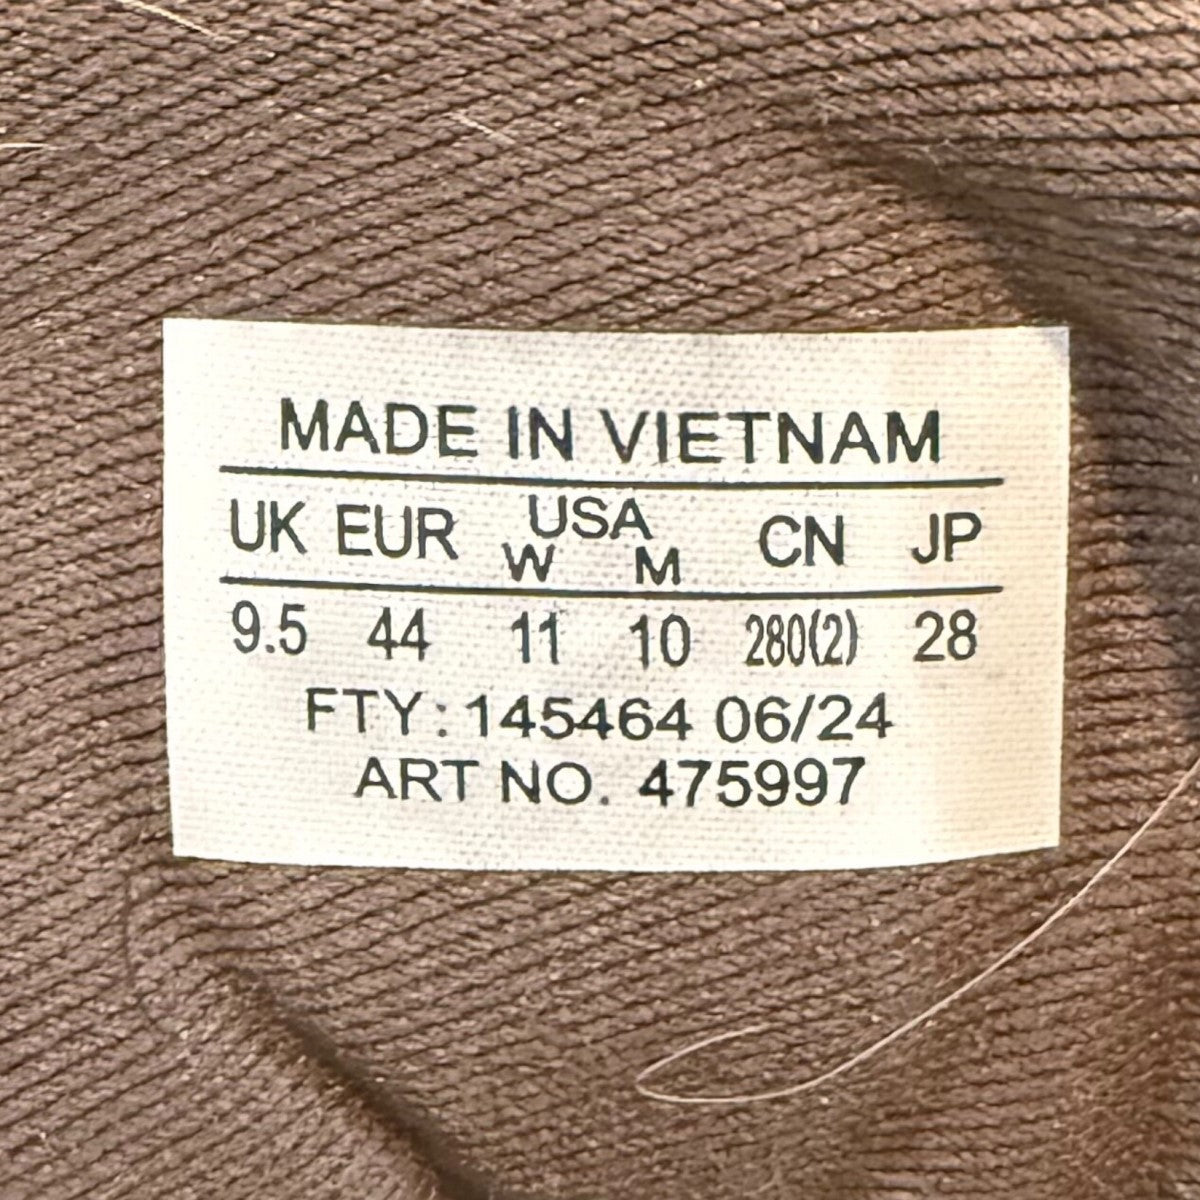 MADE IN VIETNAM
UK EUR USA CN JP
W M
9.5 44 11 10 280(2) 28
FTY: 145464 06/24
ART NO. 475997